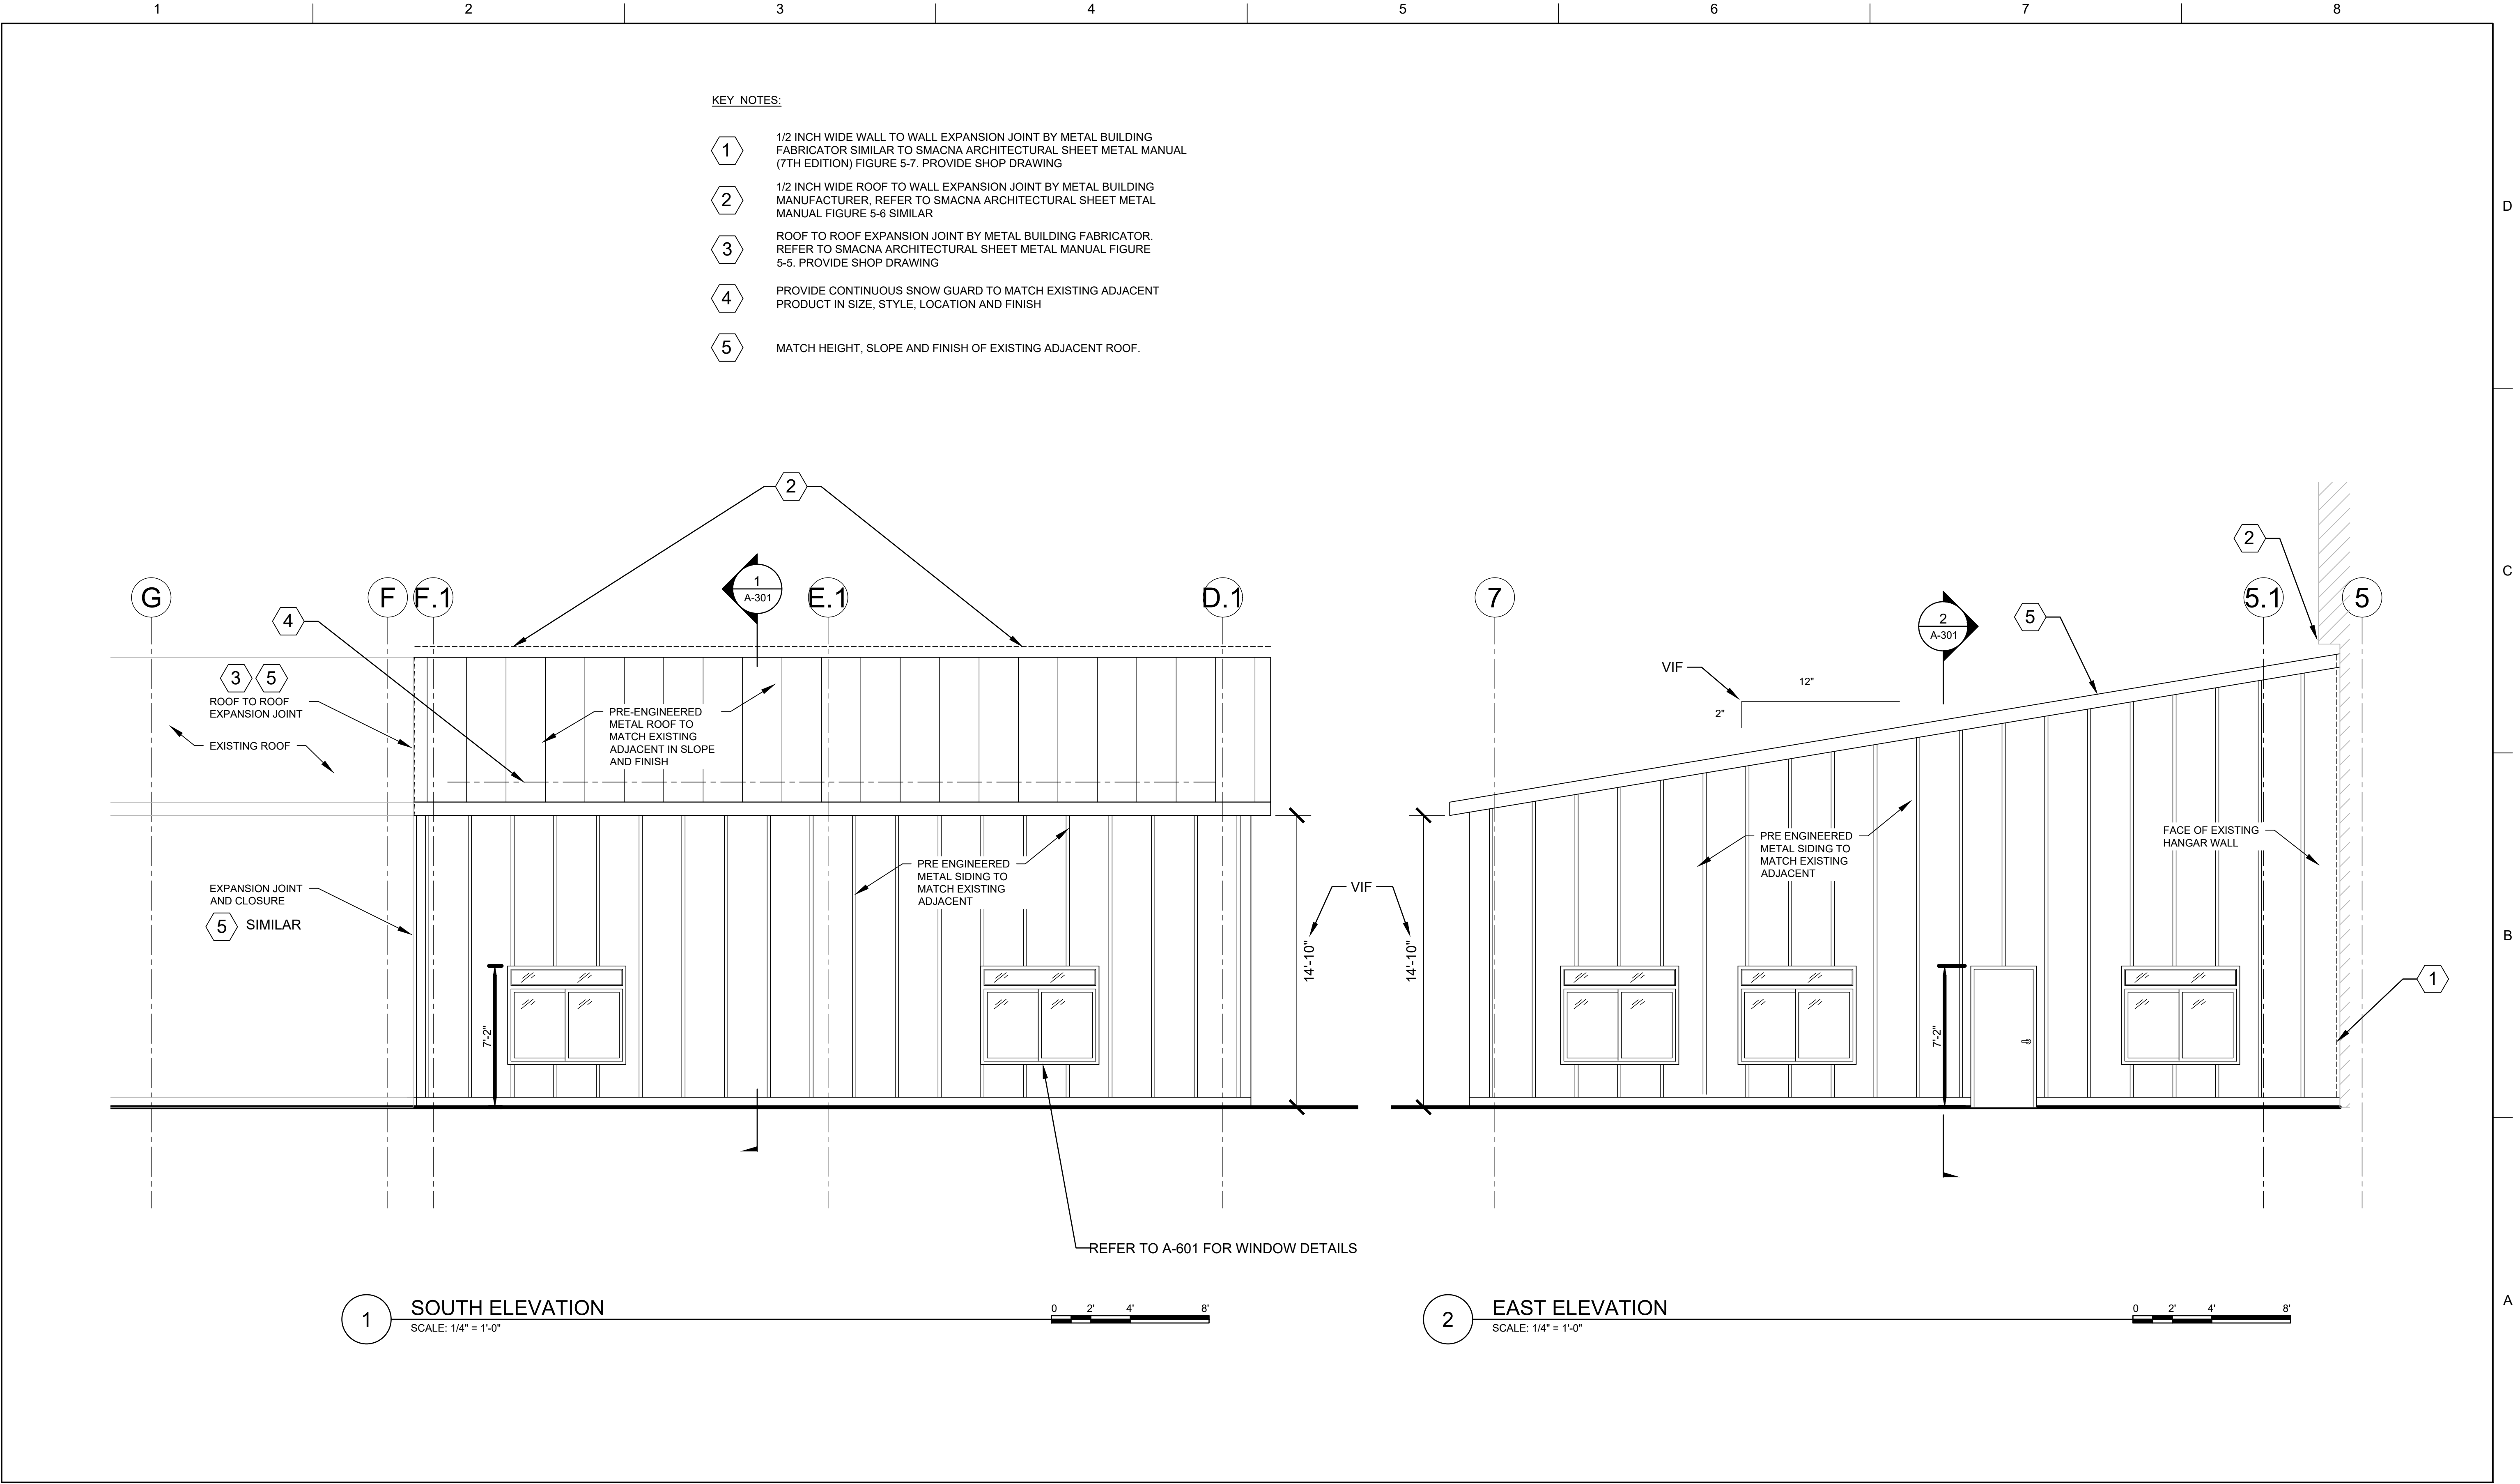 1 2 3 4 5 6 7 8
KEY NOTES:
1
1/2 INCH WIDE WALL TO WALL EXPANSION JOINT BY METAL BUILDING
FABRICATOR SIMILAR TO SMACNA ARCHITECTURAL SHEET METAL MANUAL
(7TH EDITION) FIGURE 5-7. PROVIDE SHOP DRAWING
2
1/2 INCH WIDE ROOF TO WALL EXPANSION JOINT BY METAL BUILDING
MANUFACTURER, REFER TO SMACNA ARCHITECTURAL SHEET METAL
MANUAL FIGURE 5-6 SIMILAR
3
ROOF TO ROOF EXPANSION JOINT BY METAL BUILDING FABRICATOR.
REFER TO SMACNA ARCHITECTURAL SHEET METAL MANUAL FIGURE
5-5. PROVIDE SHOP DRAWING
4
PROVIDE CONTINUOUS SNOW GUARD TO MATCH EXISTING ADJACENT
PRODUCT IN SIZE, STYLE, LOCATION AND FINISH
5
MATCH HEIGHT, SLOPE AND FINISH OF EXISTING ADJACENT ROOF.
D
C
B
A
2
G
F
F.1
1
A-301
E.1
D.1
4
3
5
ROOF TO ROOF
EXPANSION JOINT
EXISTING ROOF
PRE-ENGINEERED
METAL ROOF TO
MATCH EXISTING
ADJACENT IN SLOPE
AND FINISH
PRE ENGINEERED
METAL SIDING TO
MATCH EXISTING
ADJACENT
EXPANSION JOINT
AND CLOSURE
5
SIMILAR
7'-2"
14'-10"
VIF
14'-10"
REFER TO A-601 FOR WINDOW DETAILS
1
SOUTH ELEVATION
SCALE: 1/4" = 1'-0"
0 2' 4' 8'
7
2
A-301
5
2
5.1
5
VIF
12"
2"
PRE ENGINEERED
METAL SIDING TO
MATCH EXISTING
ADJACENT
FACE OF EXISTING
HANGAR WALL
7'-2"
1
2
EAST ELEVATION
SCALE: 1/4" = 1'-0"
0 2' 4' 8'